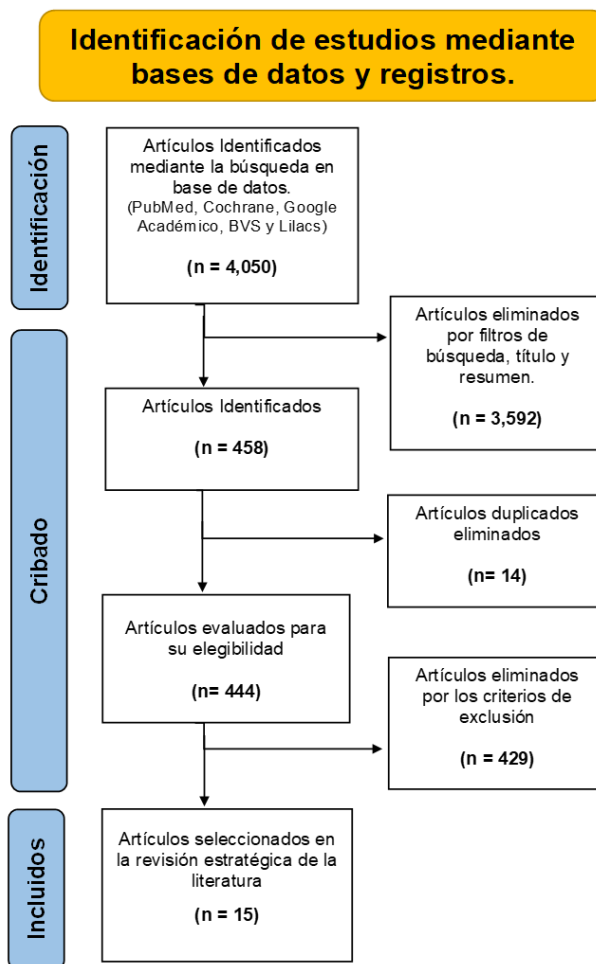 Identificación de estudios mediante
bases de datos y registros.
Identificación
Artículos Identificados
mediante la búsqueda en
base de datos.
(PubMed, Cochrane, Google
Académico, BVS y Lilacs)
(n = 4,050)
Artículos eliminados
por filtros de
búsqueda, título y
resumen.
(n = 3,592)
Cribado
Artículos Identificados
(n = 458)
Artículos duplicados
eliminados
(n= 14)
Artículos evaluados para
su elegibilidad
(n= 444)
Artículos eliminados
por los criterios de
exclusión
(n = 429)
Incluidos
Artículos seleccionados en
la revisión estratégica de la
literatura
(n = 15)